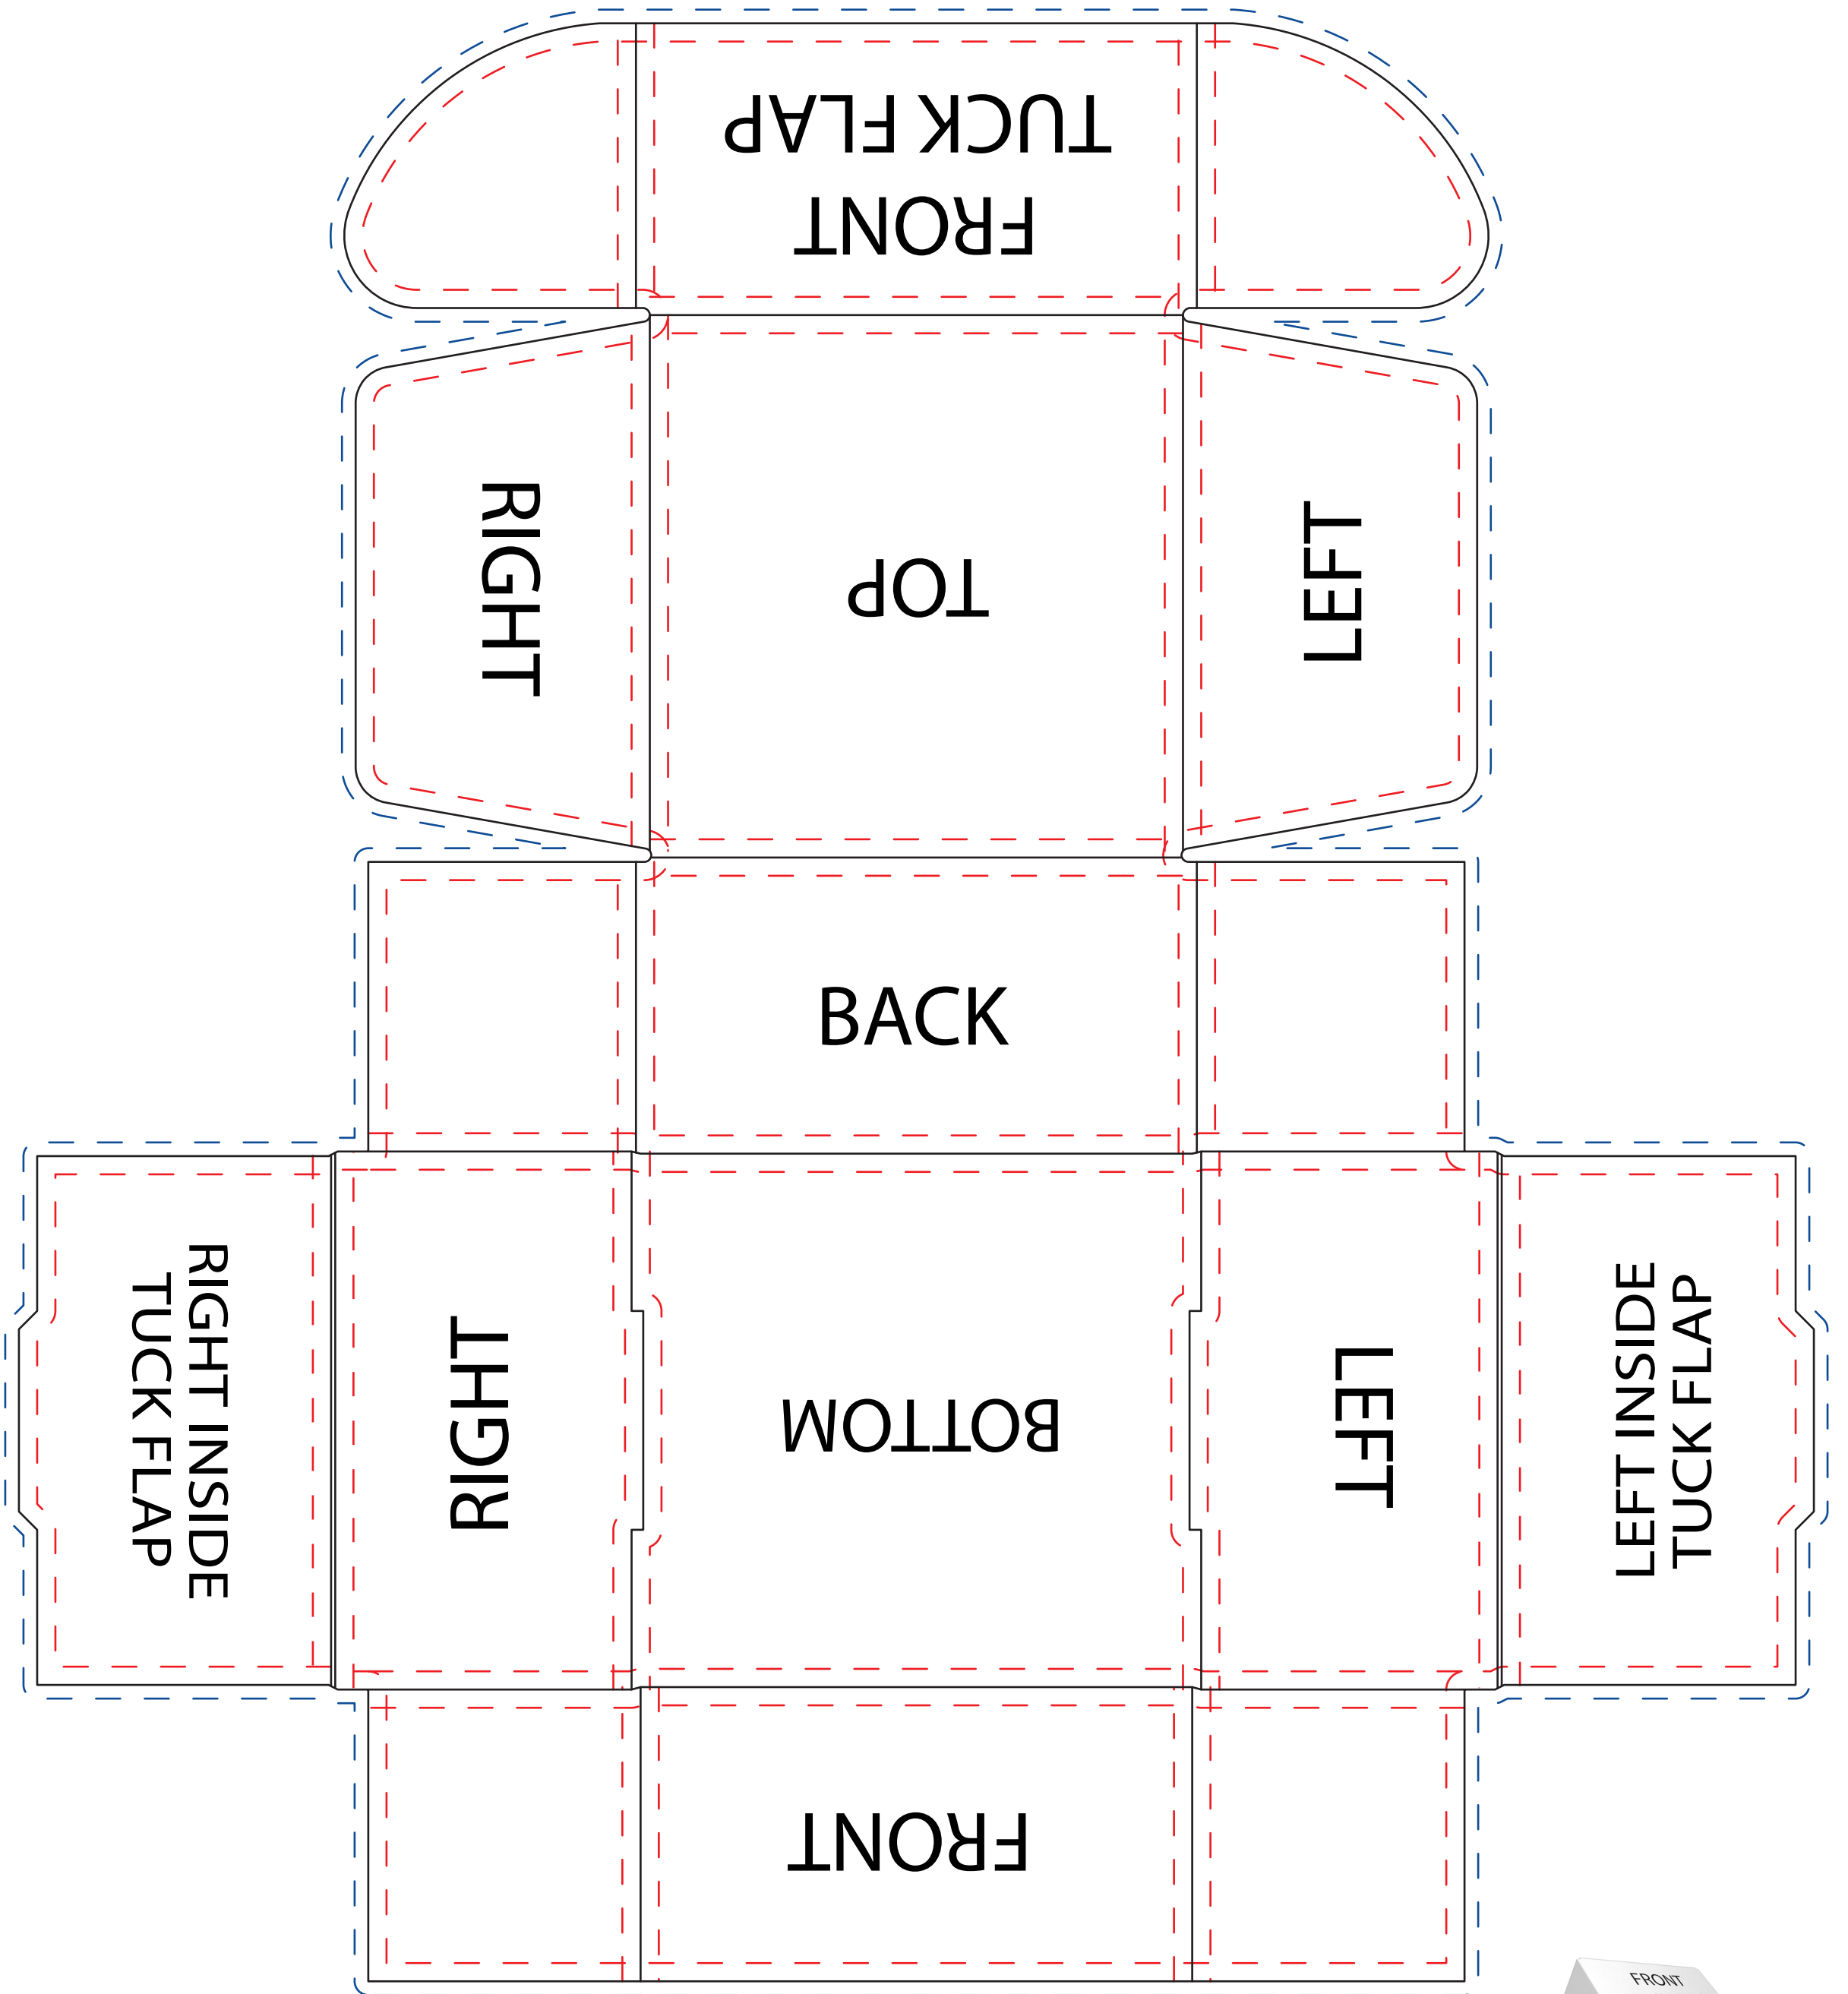 FRONT
TUCK FLAP
RIGHT
TOP
LEFT
BACK
RIGHT INSIDE
TUCK FLAP
RIGHT
BOTTOM
LEFT
LEFT INSIDE
TUCK FLAP
FRONT
FRONT